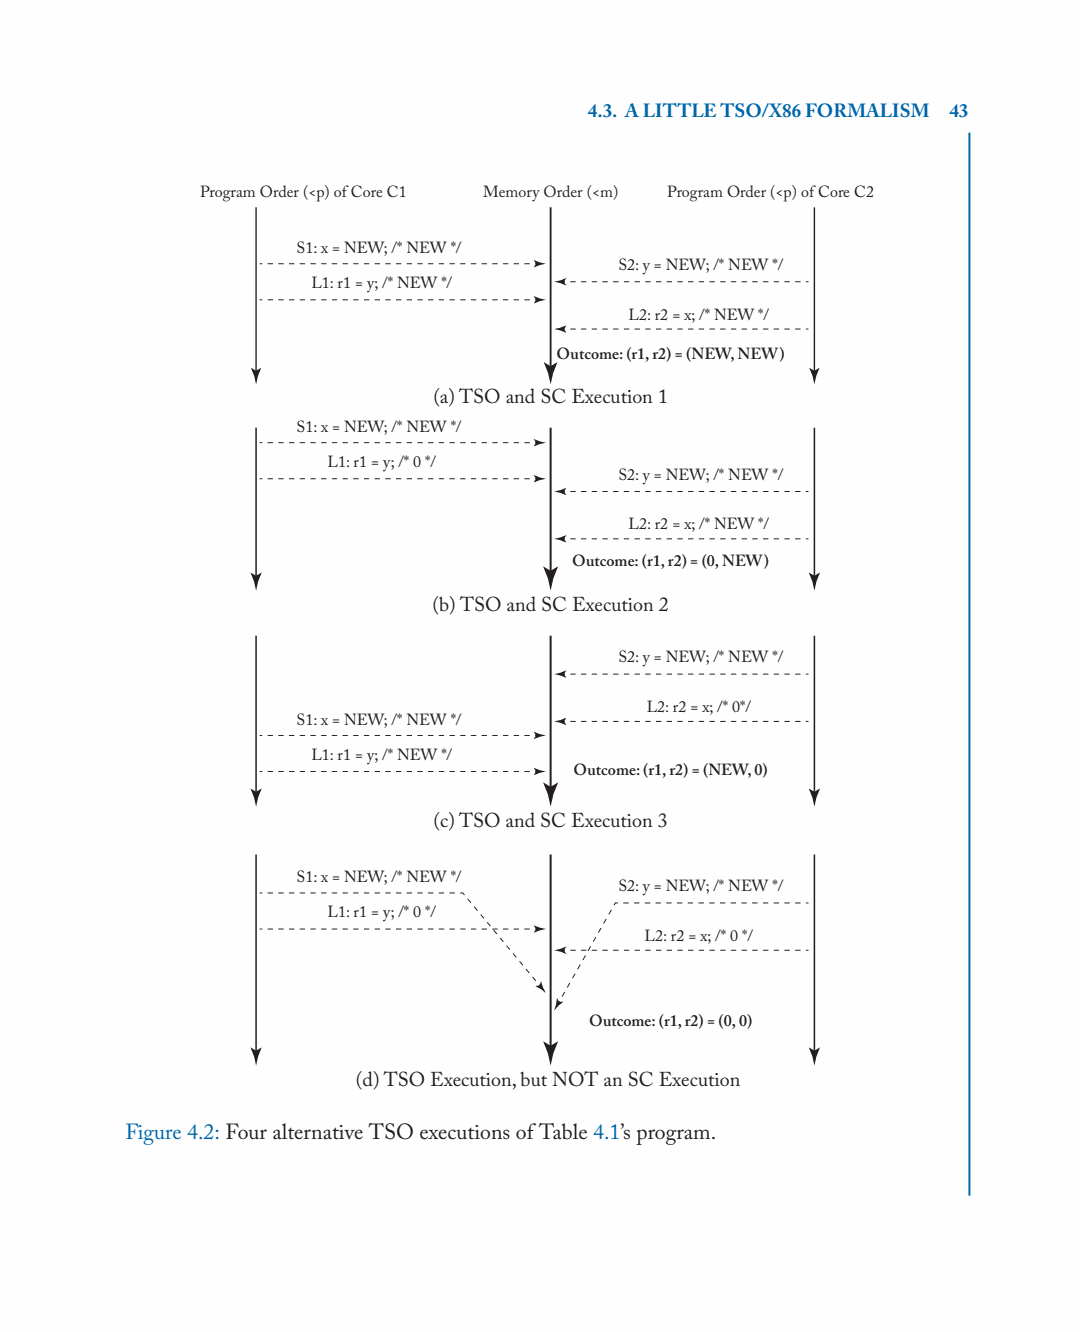 4.3. A LITTLE TSO/X86 FORMALISM 43
Program Order (<p) of Core C1 Memory Order (<m) Program Order (<p) of Core C2
S1: x = NEW; /* NEW */
S2: y = NEW; /* NEW */
L1: r1 = y; /* NEW */
L2: r2 = x; /* NEW */
Outcome: (r1, r2) = (NEW, NEW)
(a) TSO and SC Execution 1
S1: x = NEW; /* NEW */
L1: r1 = y; /* 0 */
S2: y = NEW; /* NEW */
L2: r2 = x; /* NEW */
Outcome: (r1, r2) = (0, NEW)
(b) TSO and SC Execution 2
S2: y = NEW; /* NEW */
L2: r2 = x; /* 0*/
S1: x = NEW; /* NEW */
L1: r1 = y; /* NEW */
Outcome: (r1, r2) = (NEW, 0)
(c) TSO and SC Execution 3
S1: x = NEW; /* NEW */
S2: y = NEW; /* NEW */
L1: r1 = y; /* 0 */
L2: r2 = x; /* 0 */
Outcome: (r1, r2) = (0, 0)
(d) TSO Execution, but NOT an SC Execution
Figure 4.2: Four alternative TSO executions of Table 4.1’s program.